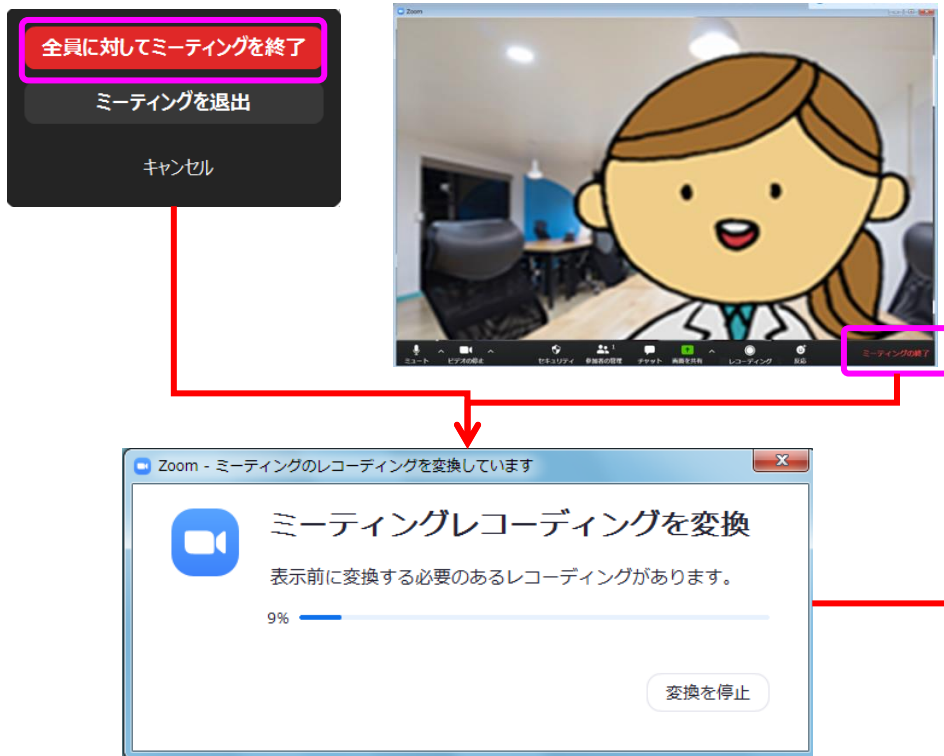 全員に対してミーティングを終了
ミーティングを退出
キャンセル
Zoom
ミュート
ビデオの停止
セキュリティ
1
参加者の管理
チャット
画面を共有
レコーディング
反応
ミーティングの終了
Zoom - ミーティングのレコーディングを変換しています
ミーティングレコーディングを変換
表示前に変換する必要のあるレコーディングがあります。
9%
変換を停止